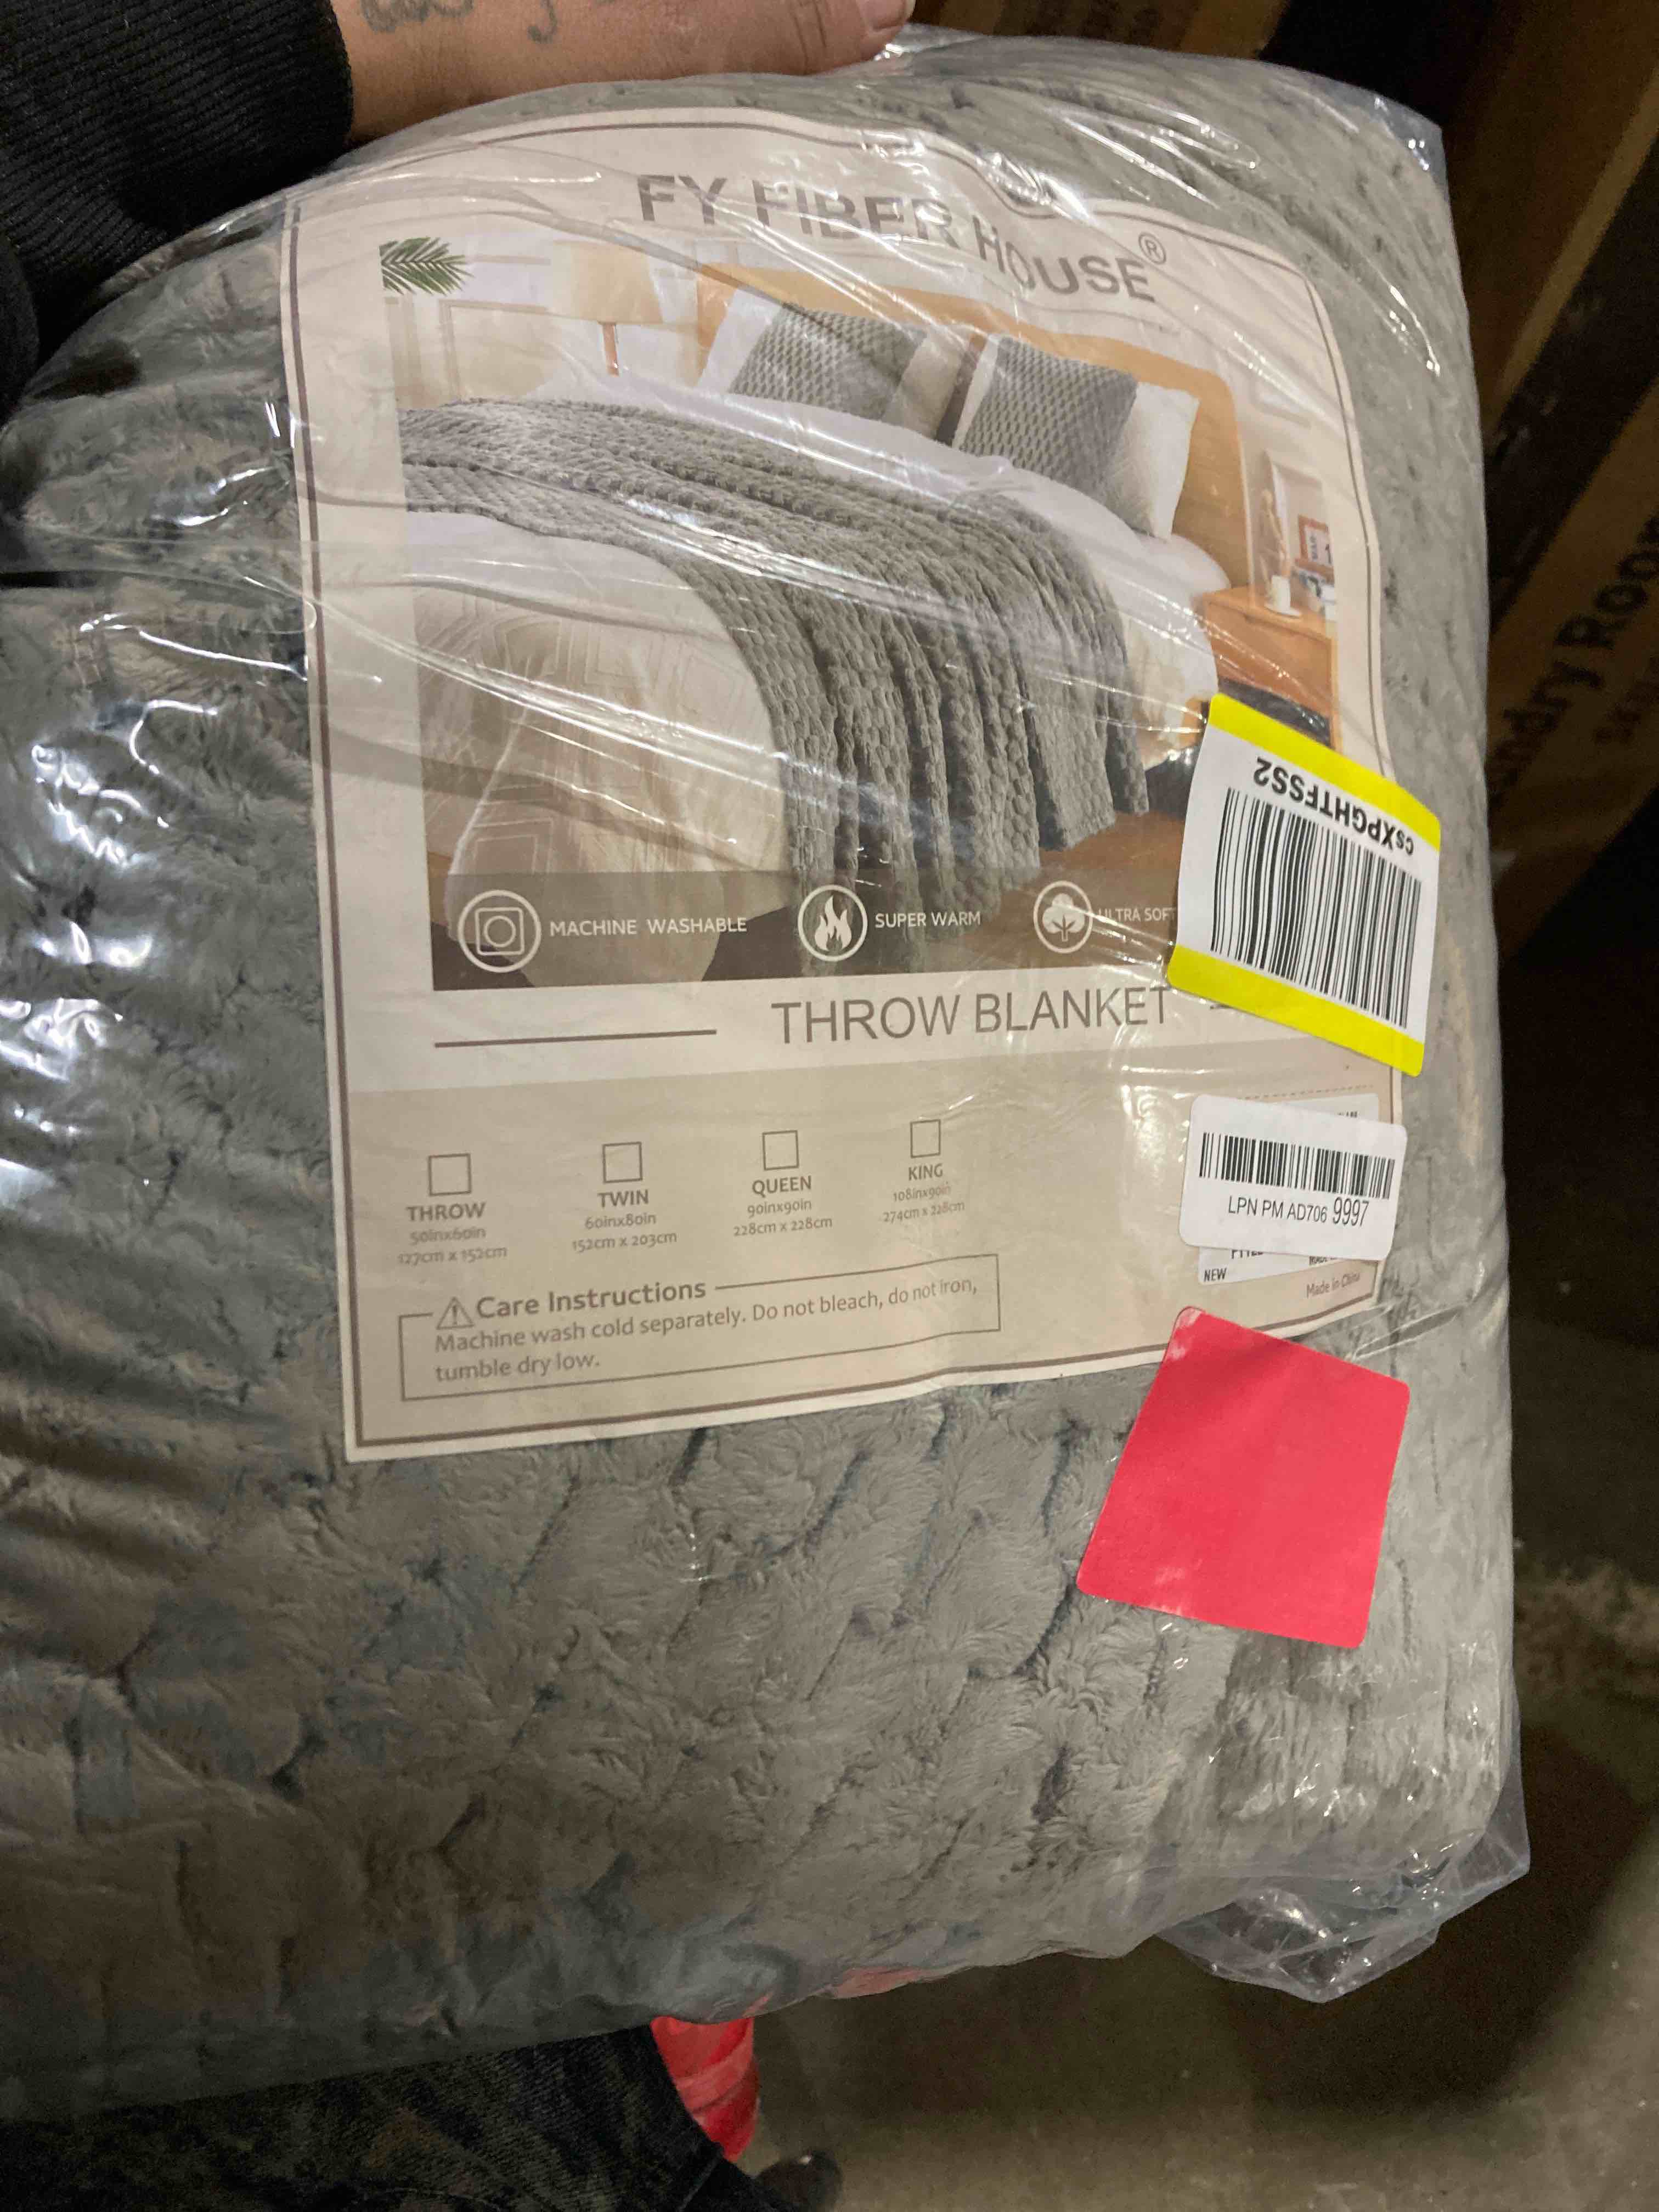 FY FIBER HOUSE®
csXPGHTFSS2
MACHINE WASHABLE
SUPER WARM
ULTRA SOFT
THROW BLANKET
THROW
50inx60in
127cm x 152cm
TWIN
60inx80in
152cm x 203cm
QUEEN
90inx90in
228cm x 228cm
KING
108inx90in
274cm x 228cm
LPN PM AD706 9997
NEW
Made in China
Care Instructions
Machine wash cold separately. Do not bleach, do not iron,
tumble dry low.